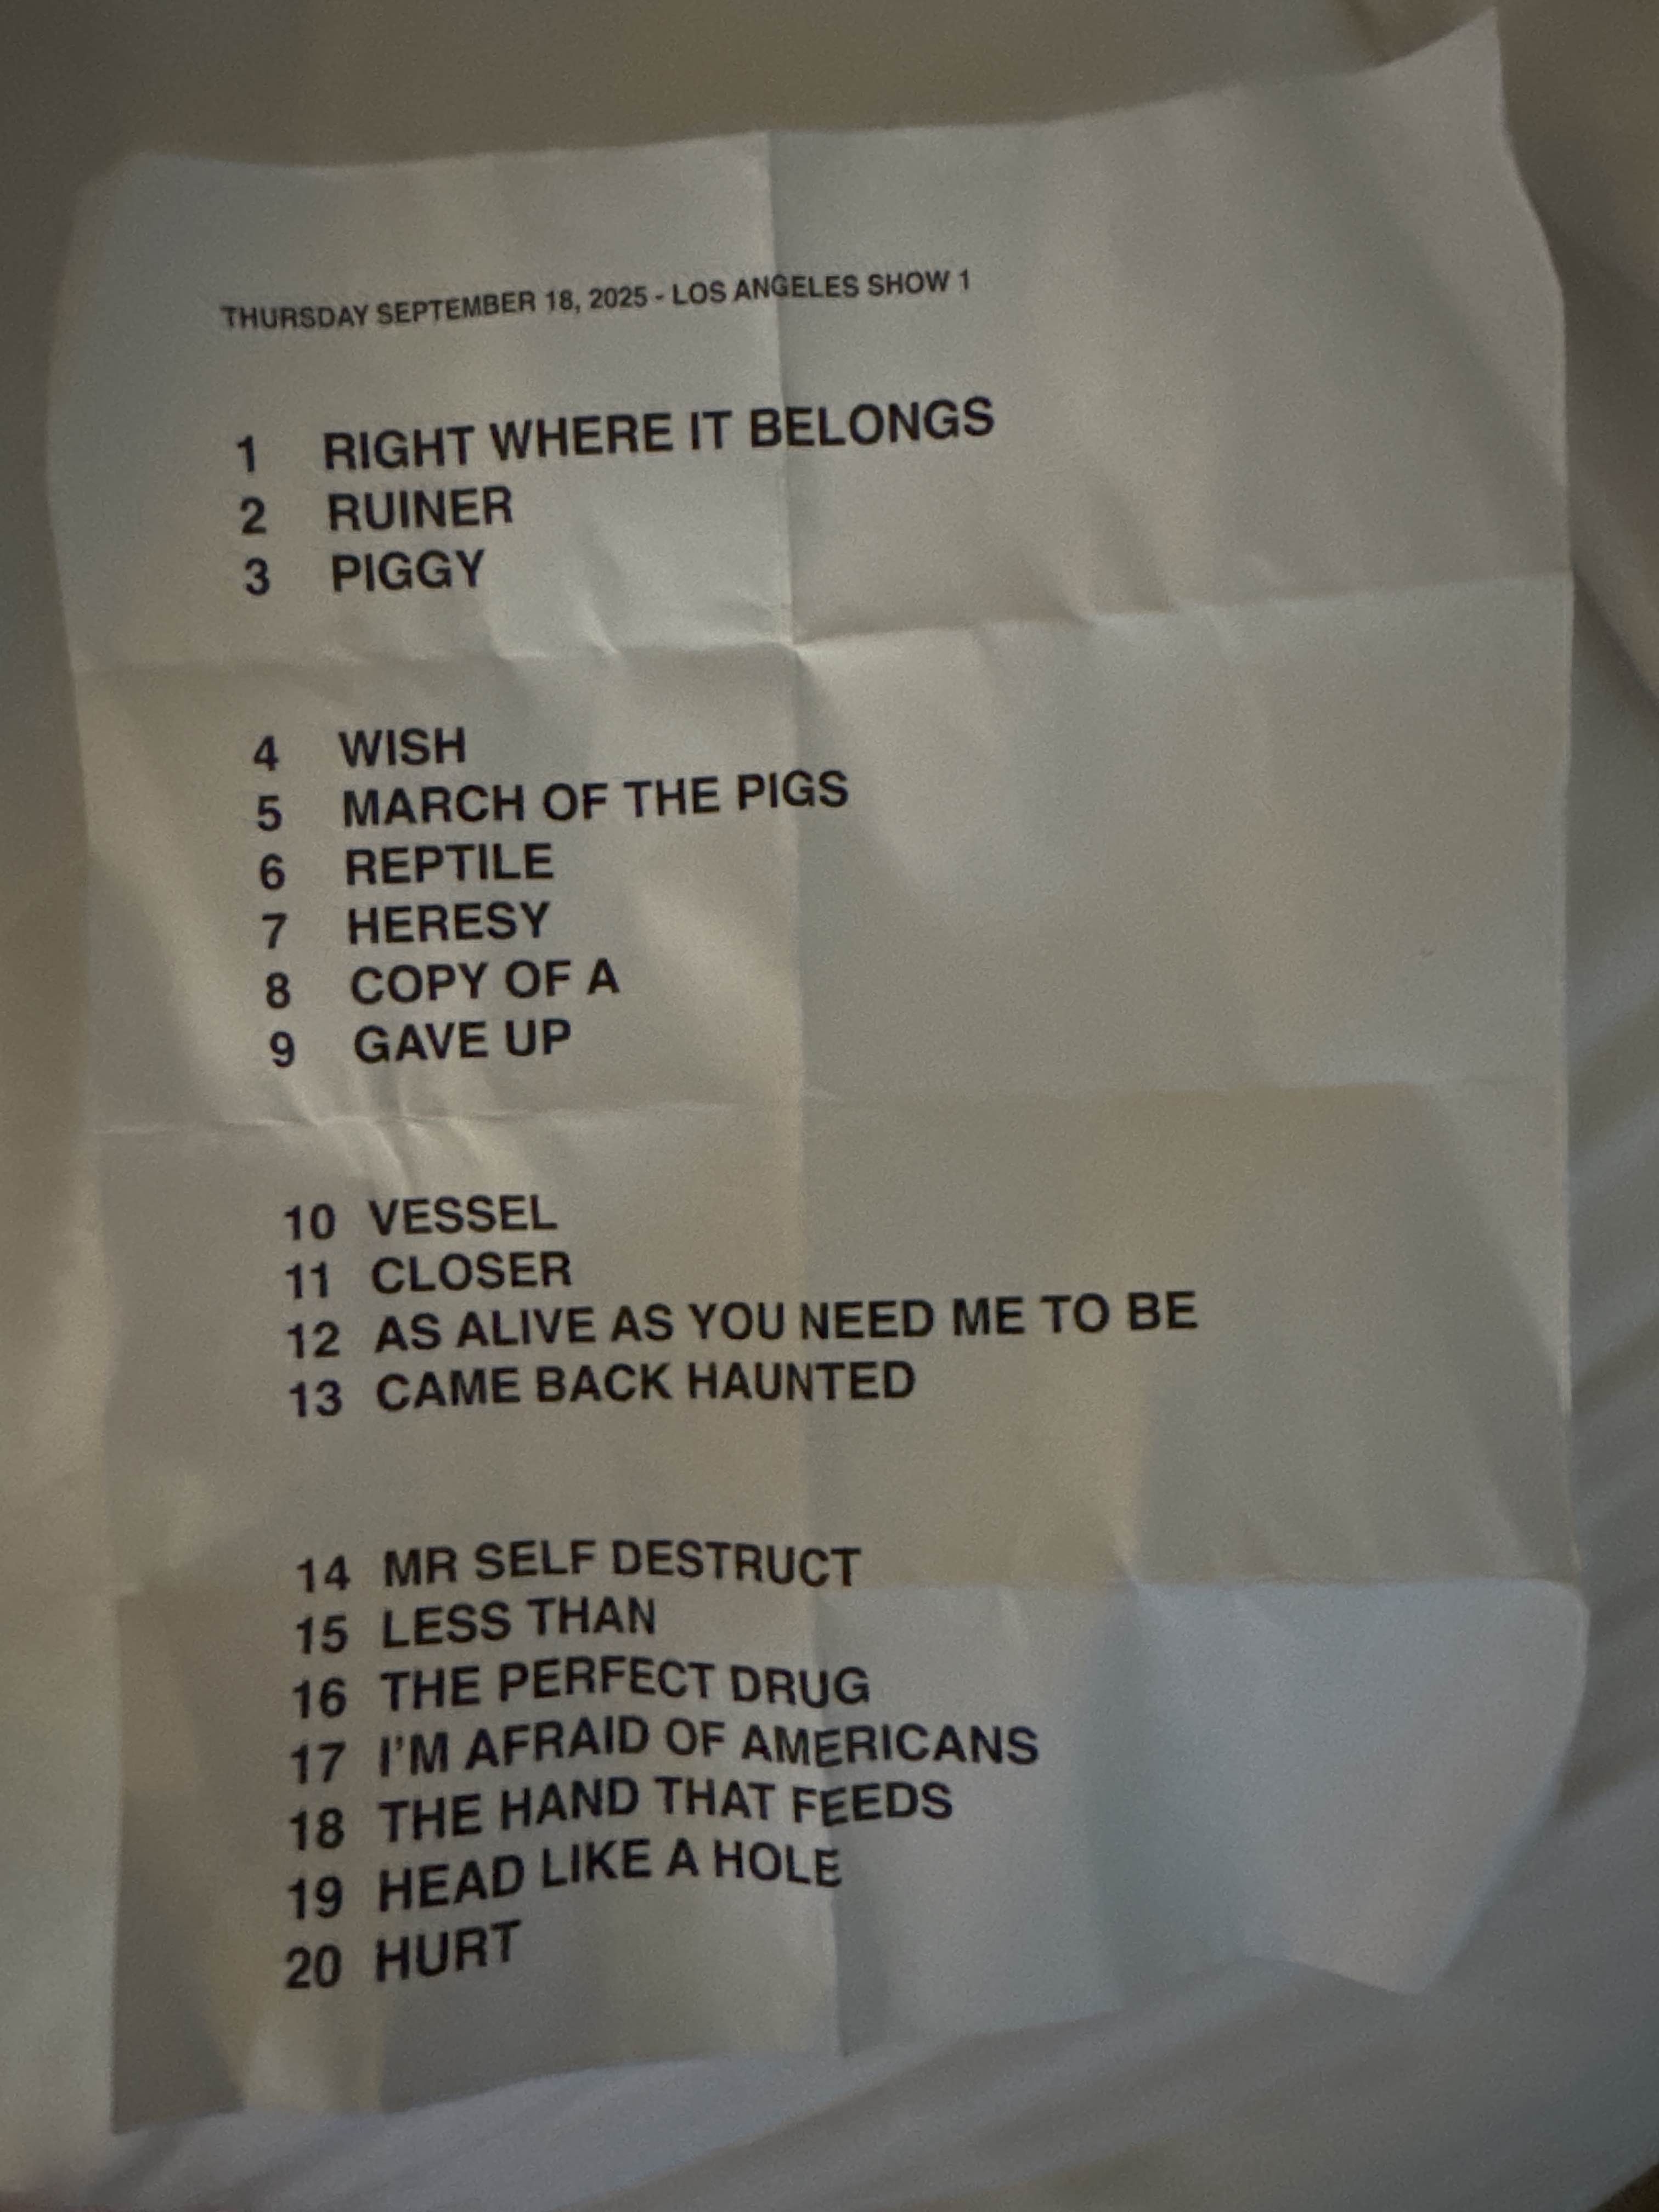 THURSDAY SEPTEMBER 18, 2025 - LOS ANGELES SHOW 1
1 RIGHT WHERE IT BELONGS
2 RUINER
3 PIGGY
4 WISH
5 MARCH OF THE PIGS
6 REPTILE
7 HERESY
8 COPY OF A
9 GAVE UP
10 VESSEL
11 CLOSER
12 AS ALIVE AS YOU NEED ME TO BE
13 CAME BACK HAUNTED
14 MR SELF DESTRUCT
15 LESS THAN
16 THE PERFECT DRUG
17 I'M AFRAID OF AMERICANS
18 THE HAND THAT FEEDS
19 HEAD LIKE A HOLE
20 HURT